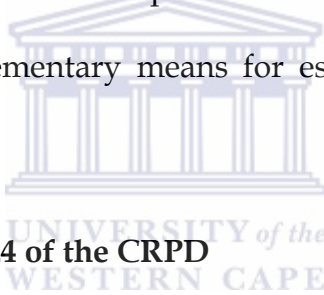 ementary means for es
4 of the CRPD
UNIVERSITY of the
WESTERN CAPE